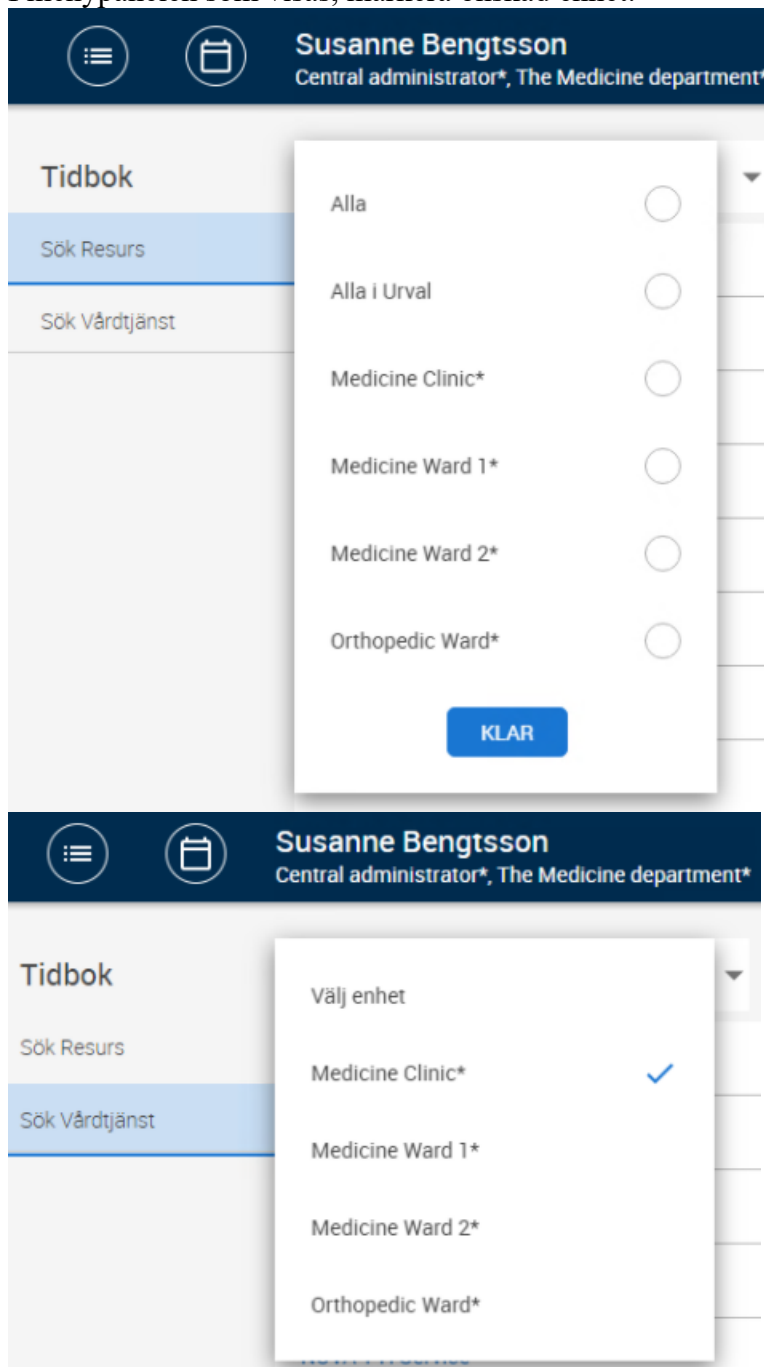 Susanne Bengtsson
Central administrator*, The Medicine department*
Tidbok
Alla
Sök Resurs
Alla i Urval
Sök Vårdtjänst
Medicine Clinic*
Medicine Ward 1*
Medicine Ward 2*
Orthopedic Ward*
KLAR
Susanne Bengtsson
Central administrator*, The Medicine department*
Tidbok
Välj enhet
Sök Resurs
Medicine Clinic*
Sök Vårdtjänst
Medicine Ward 1*
Medicine Ward 2*
Orthopedic Ward*